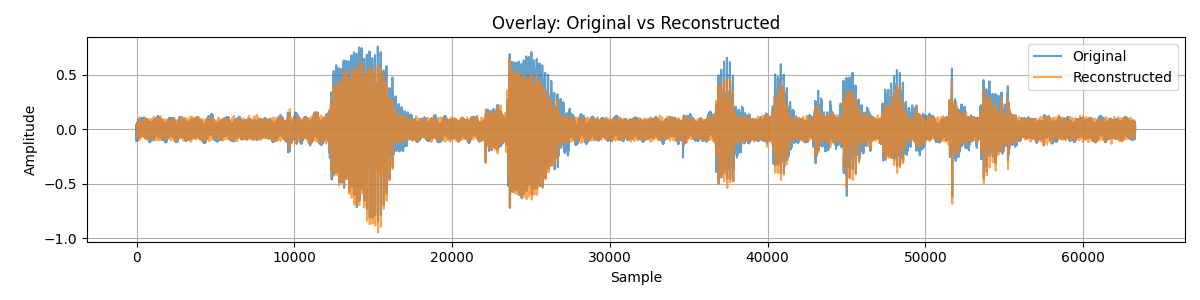 Overlay: Original vs Reconstructed
Amplitude
0.5
0.0
−0.5
−1.0
Original
Reconstructed
0 10000 20000 30000 40000 50000 60000
Sample